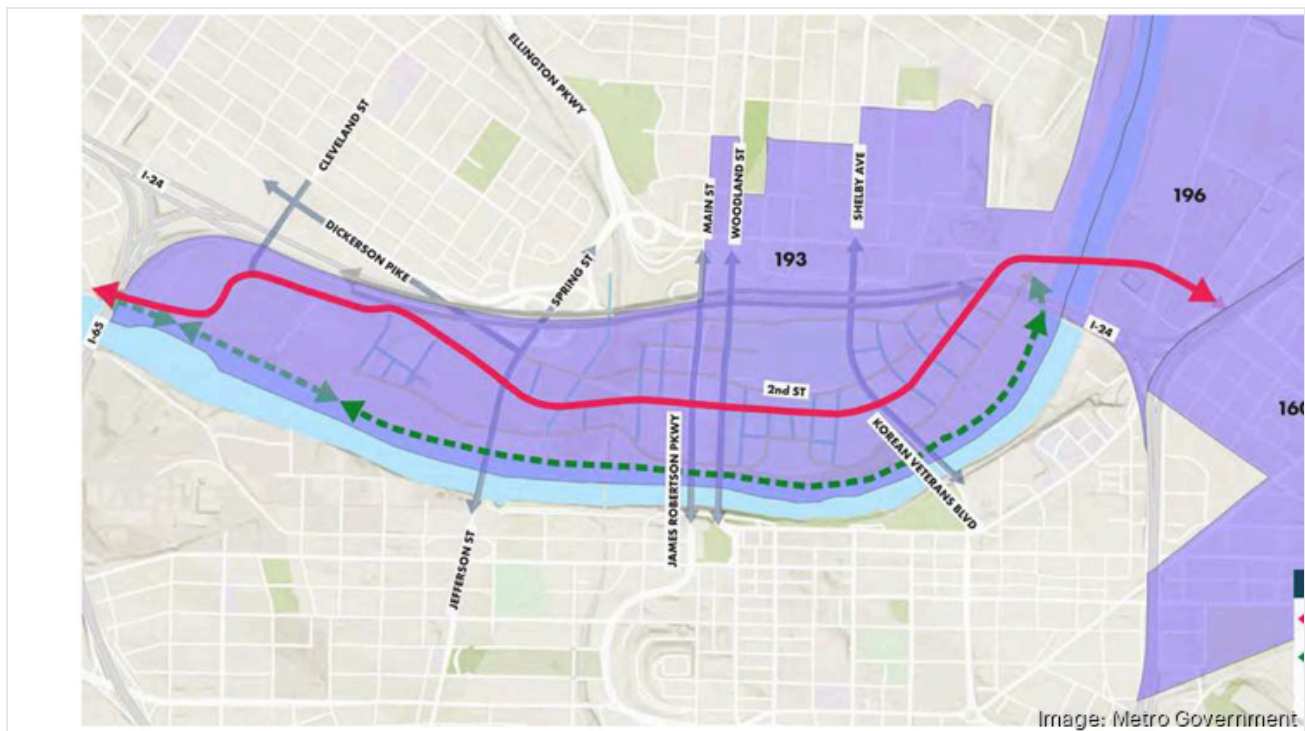 ELLINGTON PKWY
CLEVELAND ST
I-24
DICKERSON PIKE
SPRING ST
MAIN ST
WOODLAND ST
SHELBY AVE
196
193
I-65
I-24
2nd ST
160
KOREAN VETERANS BLVD
JAMES ROBERTSON PKWY
JEFFERSON ST
Image: Metro Government